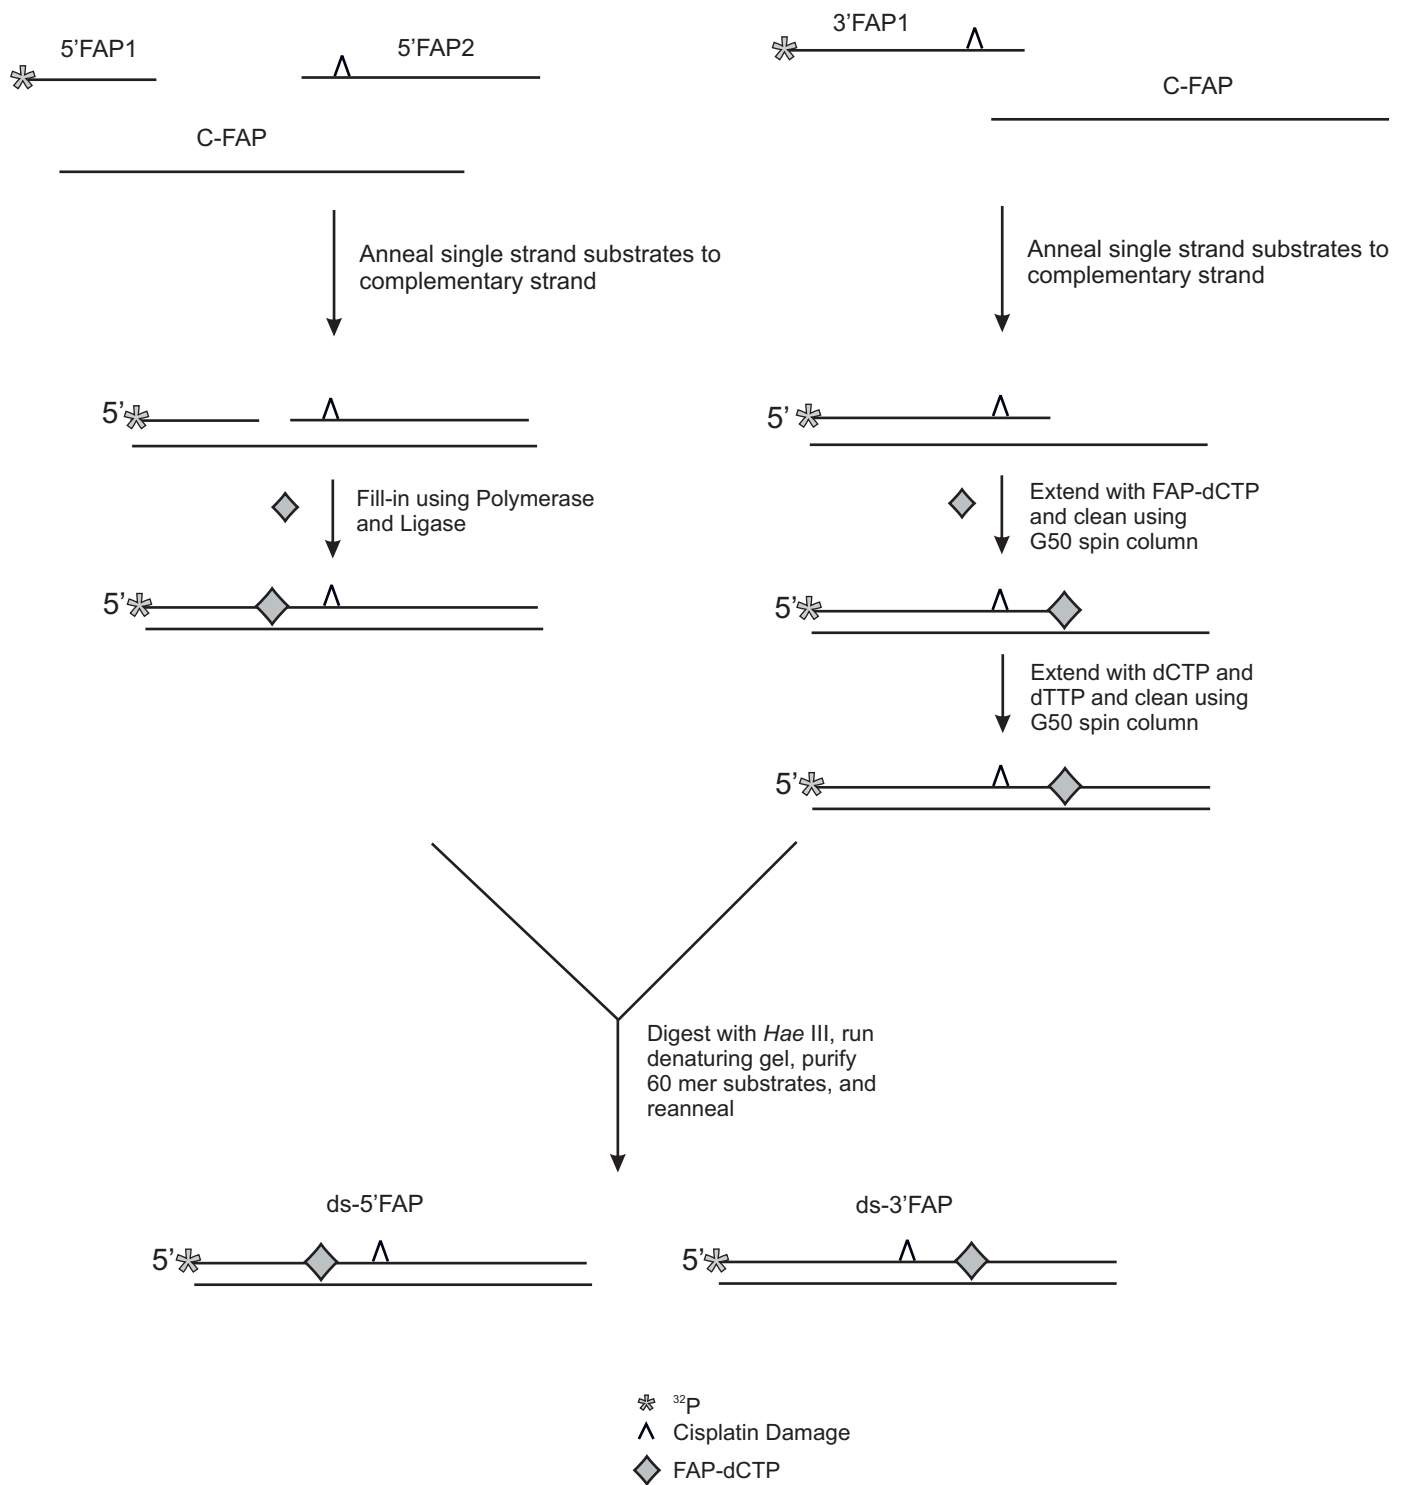 5’FAP1
5’FAP2
C-FAP
Anneal single strand substrates to
complementary strand
5’
Fill-in using Polymerase
and Ligase
5’
3’FAP1
C-FAP
Anneal single strand substrates to
complementary strand
5’
Extend with FAP-dCTP
and clean using
G50 spin column
5’
Extend with dCTP and
dTTP and clean using
G50 spin column
5’
Digest with Hae III, run
denaturing gel, purify
60 mer substrates, and
reanneal
ds-5’FAP
5’
ds-3’FAP
5’
32P
Cisplatin Damage
FAP-dCTP